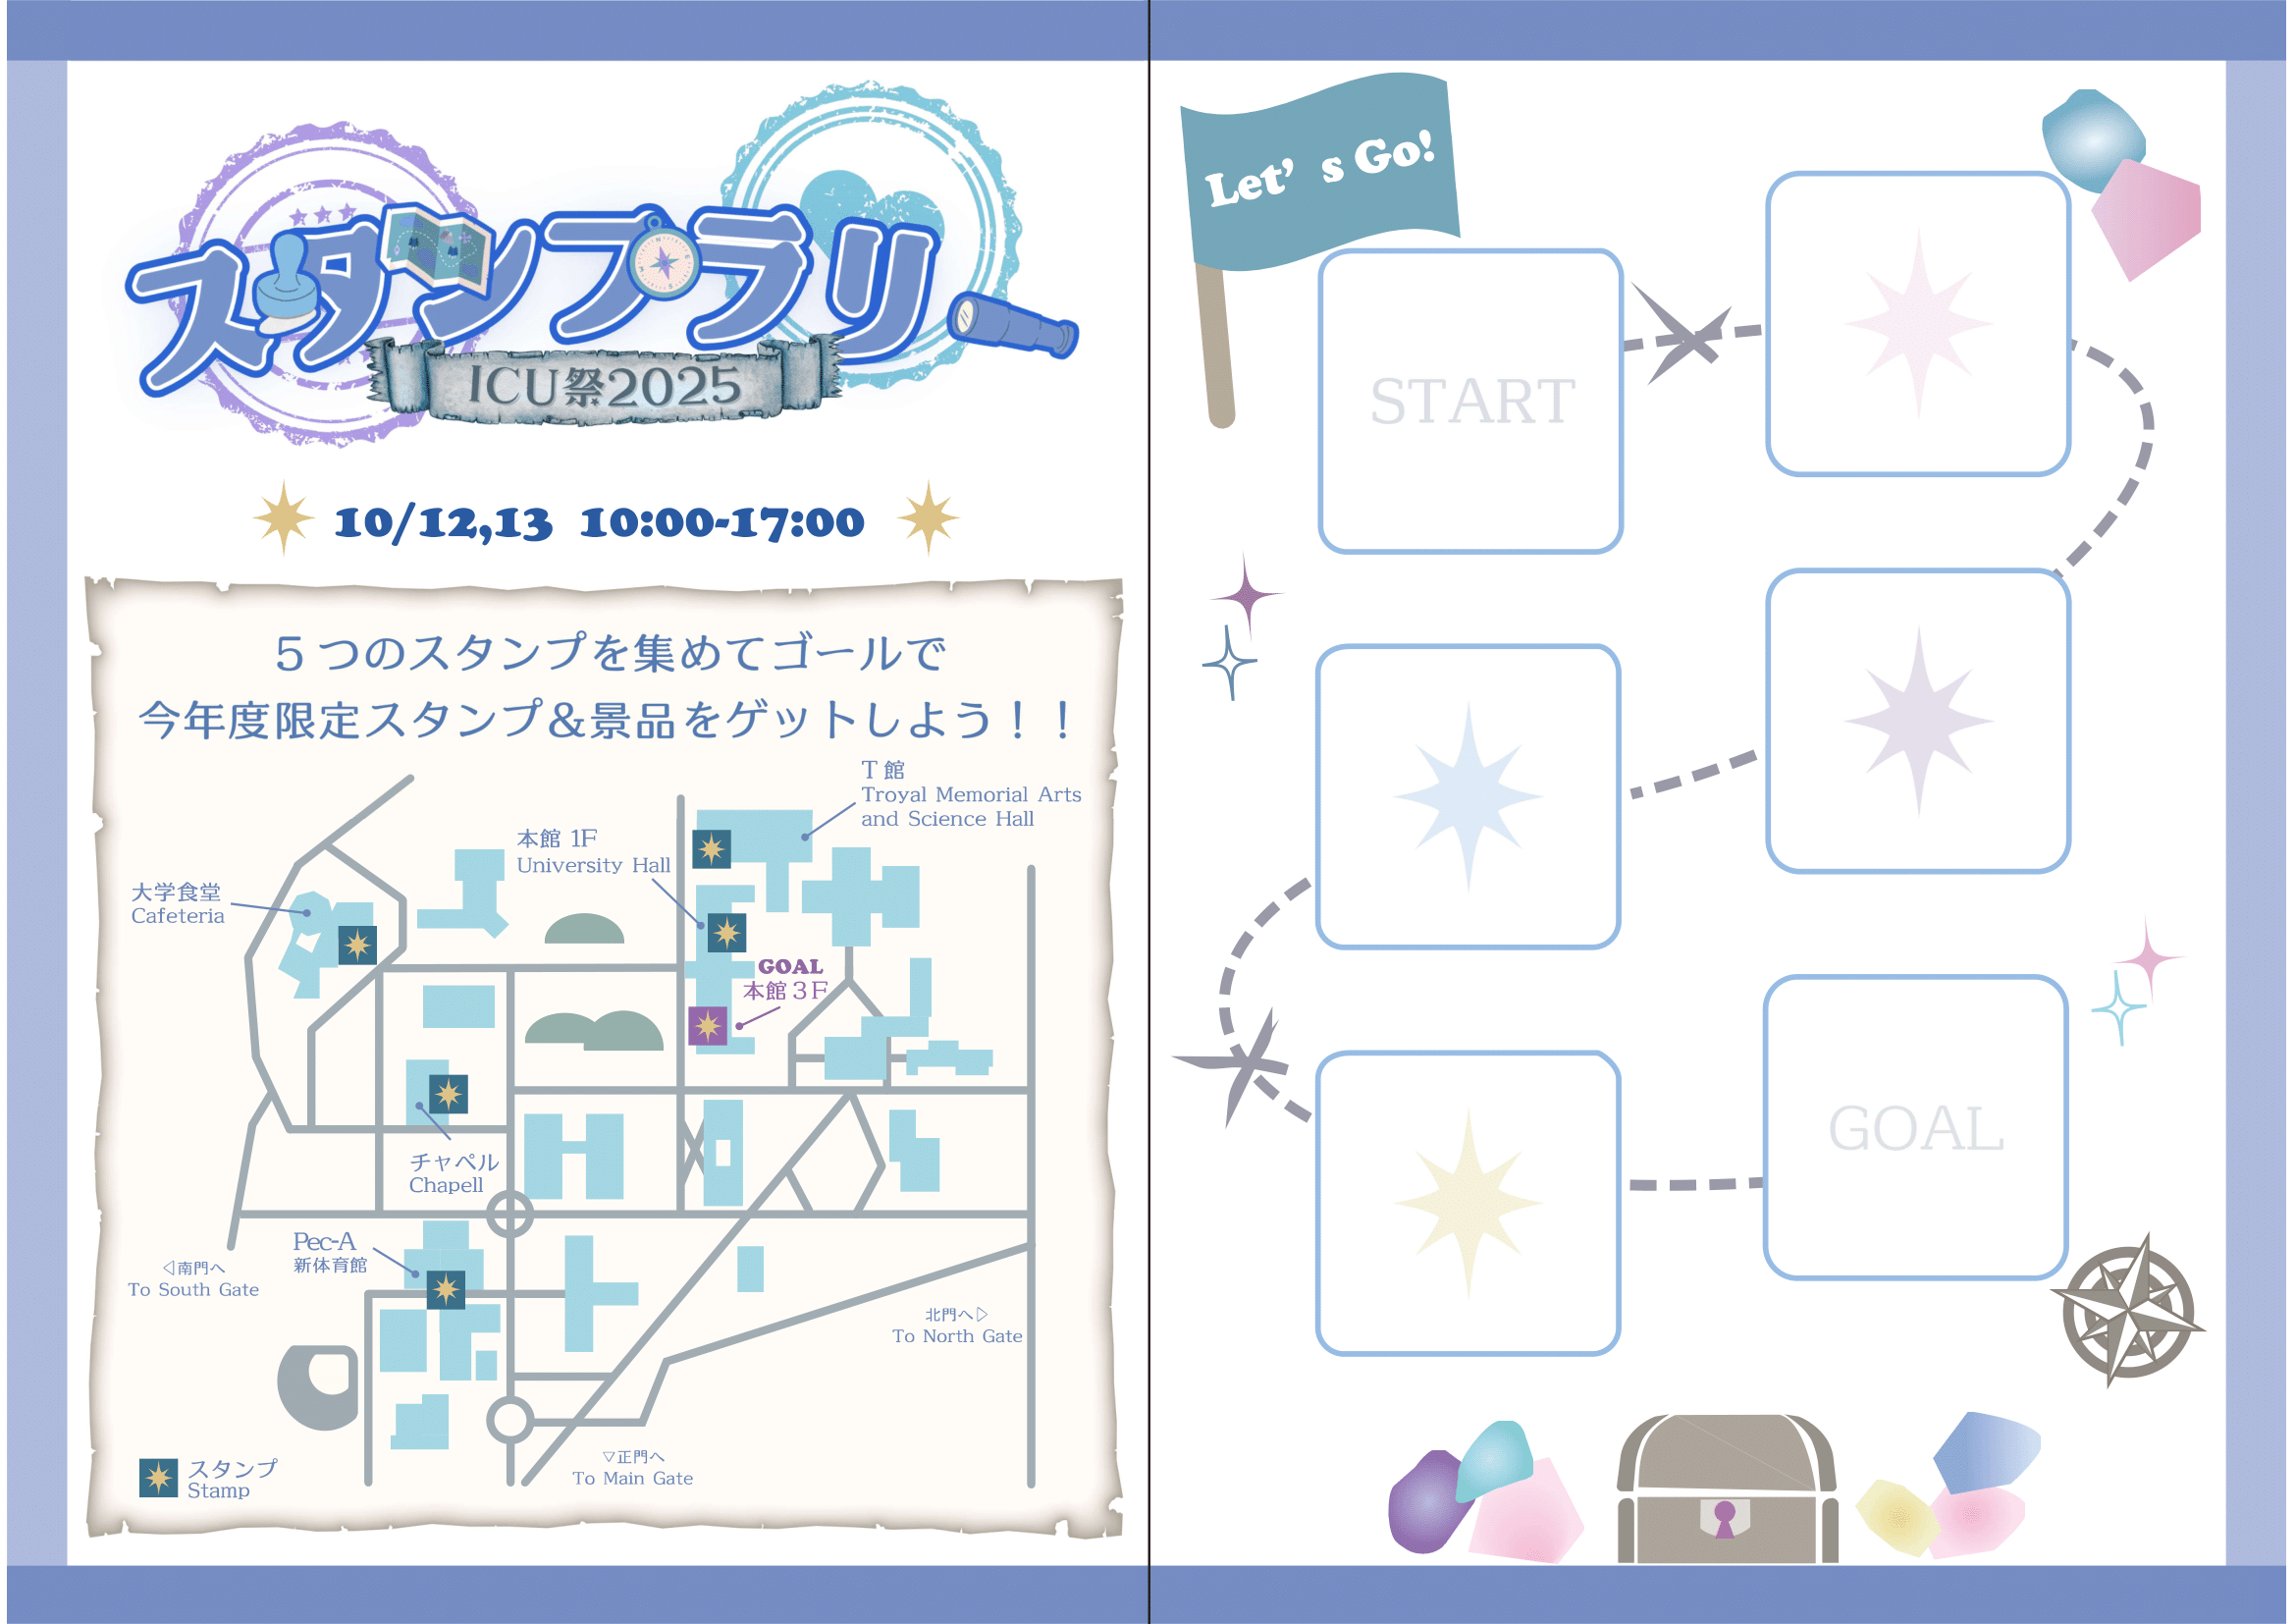 スタンプラリー
ICU祭2025
10/12,13 10:00-17:00
5つのスタンプを集めてゴールで
今年度限定スタンプ&景品をゲットしよう！！
T館
Troyal Memorial Arts
and Science Hall
本館 1F
University Hall
大学食堂
Cafeteria
GOAL
本館3F
チャペル
Chapell
Pec-A
新体育館
◁南門へ
To South Gate
北門へ▷
To North Gate
▽正門へ
To Main Gate
スタンプ
Stamp
Let's Go!
START
GOAL